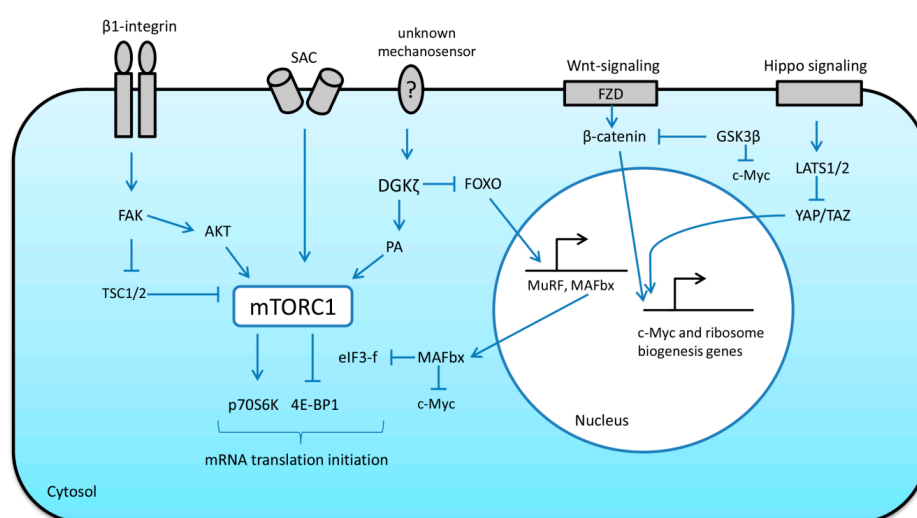 β1-integrin
SAC
unknown
mechanosensor
?
Wnt-signaling
FZD
Hippo signaling
β-catenin
GSK3β
c-Myc
LATS1/2
YAP/TAZ
FAK
AKT
TSC1/2
DGKζ
FOXO
PA
mTORC1
MuRF, MAFbx
c-Myc and ribosome
biogenesis genes
eIF3-f
MAFbx
c-Myc
p70S6K
4E-BP1
mRNA translation initiation
Nucleus
Cytosol